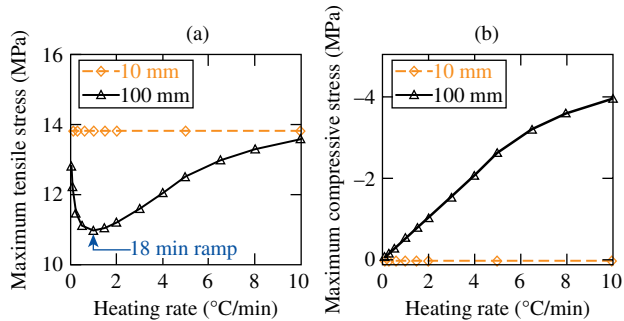 (a)
Maximum tensile stress (MPa)
16
14
12
10
10 mm
100 mm
18 min ramp
0
2
4
6
8
10
Heating rate (°C/min)
(b)
Maximum compressive stress (MPa)
–4
–2
0
10 mm
100 mm
0
2
4
6
8
10
Heating rate (°C/min)